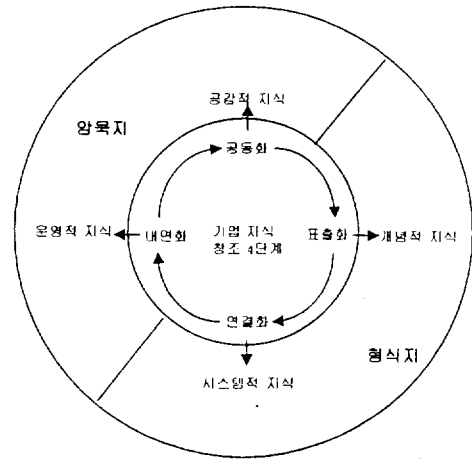 공감적 지식
암묵지
공동화
운영적 지식
내면화
기업 지식
창조 4단계
표출화
개념적 지식
연결화
형식지
시스템적 지식